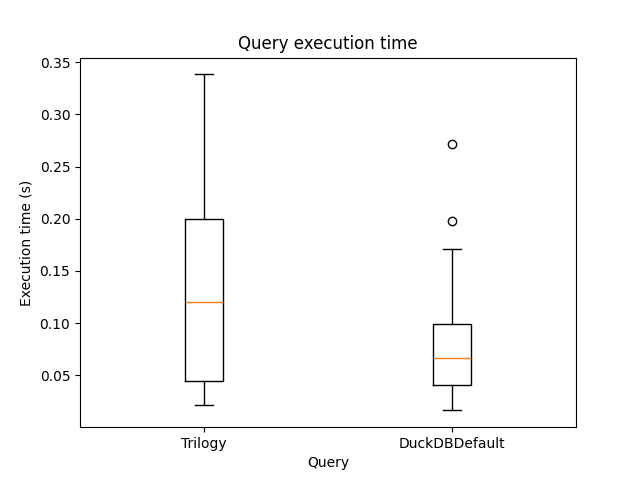 Query execution time
0.35
0.30
0.25
0.20
0.15
0.10
0.05
Execution time (s)
Trilogy
DuckDBDefault
Query